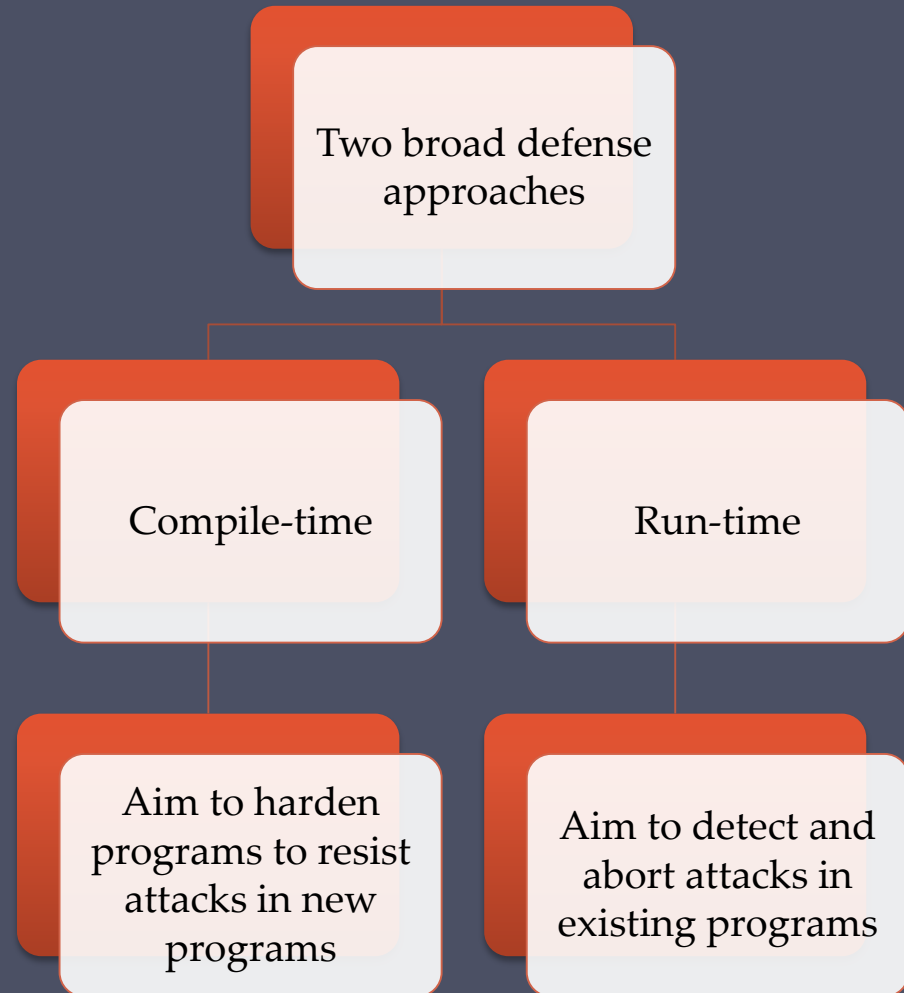 Two broad defense
approaches
Compile-time
Run-time
Aim to harden
programs to resist
attacks in new
programs
Aim to detect and
abort attacks in
existing programs